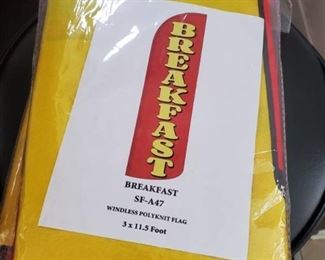 BREAKFAST
BREAKFAST
SF-A47
WINDLESS POLYKNIT FLAG
3 x 11.5 Foot